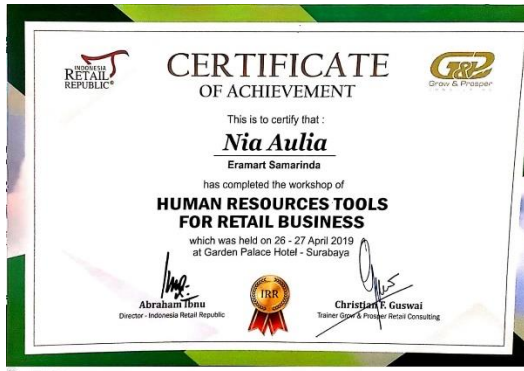 INDONESIA
RETAIL
REPUBLIC®
CERTIFICATE
OF ACHIEVEMENT
G&P
Grow & Prosper
This is to certify that :
Nia Aulia
Eramart Samarinda
has completed the workshop of
HUMAN RESOURCES TOOLS
FOR RETAIL BUSINESS
which was held on 26 - 27 April 2019
at Garden Palace Hotel - Surabaya
IRR
Abraham Ibnu
Director - Indonesia Retail Republic
Christian F. Guswai
Trainer Grow & Prosper Retail Consulting